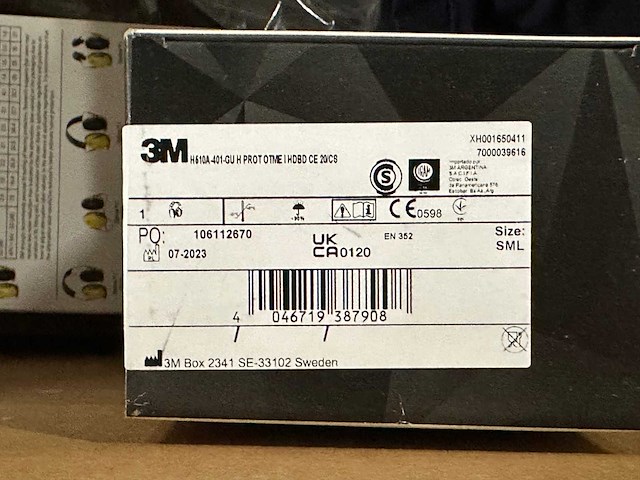 3M
H510A-401-GU H PROT OTME I HDBD CE 20/CS
XH001650411
7000039616
Importado por:
3M ARGENTINA
S.A.C.I.F.I.A.
S
1
CE 0598
PO: 106112670
EN 352
Size:
SML
07-2023
UK
CA 0120
4 046719 387908
3M Box 2341 SE-33102 Sweden